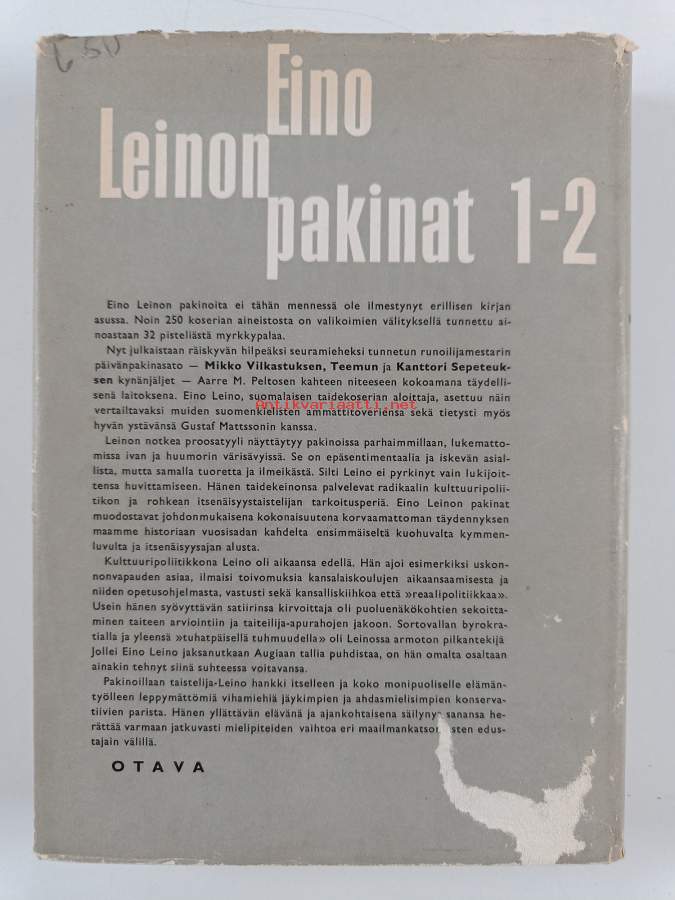 6 50
Eino
Leinon
pakinat 1-2
Eino Leinon pakinoita ei tähän mennessä ole ilmestynyt erillisen kirjan
asussa. Noin 250 koserian aineistosta on valikoimien välityksellä tunnettu ai-
noastaan 32 pisteliästä myrkkypalaa.
Nyt julkaistaan räiskyvän hilpeäksi seuramieheksi tunnetun runoilijamestarin
päivänpakinasato — Mikko Vilkastuksen, Teemun ja Kanttori Sepeteuk-
sen kynänjäljet — Aarre M. Peltosen kahteen niteeseen kokoamana täydelli-
senä laitoksena. Eino Leino, suomalaisen taidekoserian aloittaja, asettuu näin
vertailtavaksi muiden suomenkielisten ammattitoveriensa sekä tietysti myös
hyvän ystävänsä Gustaf Mattssonin kanssa.
Antikvariaatti.net
Leinon notkea proosatyyli näyttäytyy pakinoissa parhaimmillaan, lukematto-
missa ivan ja huumorin värisävyissä. Se on epäsentimentaalia ja iskevän asial-
lista, mutta samalla tuoretta ja ilmeikästä. Silti Leino ei pyrkinyt vain lukijoit-
tensa huvittamiseen. Hänen taidekeinonsa palvelevat radikaalin kulttuuripolii-
tikon ja rohkean itsenäisyystaistelijan tarkoitusperiä. Eino Leinon pakinat
muodostavat johdonmukaisena kokonaisuutena korvaamattoman täydennyksen
maamme historiaan vuosisadan kahdelta ensimmäiseltä kuohuvalta kymmen-
luvulta ja itsenäisyysajan alusta.
Kulttuuripoliitikkona Leino oli aikaansa edellä. Hän ajoi esimerkiksi uskon-
nonvapauden asiaa, ilmaisi toivomuksia kansalaiskoulujen aikaansaamisesta ja
niiden opetusohjelmasta, vastusti sekä kansalliskiihkoa että »reaalipolitiikkaa».
Usein hänen syövyttävän satiirinsa kirvoittaja oli puoluenäkökohtien sekoitta-
minen taiteen arviointiin ja taiteilija-apurahojen jakoon. Sortovallan byrokra-
tialla ja yleensä »tuhatpäisellä tuhmuudella» oli Leinossa armoton pilkantekijä
Jollei Eino Leino jaksanutkaan Augiaan tallia puhdistaa, on hän omalta osaltaan
ainakin tehnyt siinä suhteessa voitavansa.
Pakinoillaan taistelija-Leino hankki itselleen ja koko monipuoliselle elämän-
työlleen leppymättömiä vihamiehiä jäykimpien ja ahdasmielisimpien konserva-
tiivien parista. Hänen yllättävän elävänä ja ajankohtaisena säilynyt sanansa he-
rättää varmaan jatkuvasti mielipiteiden vaihtoa eri maailmankatsomusten edus-
tajain välillä.
OTAVA